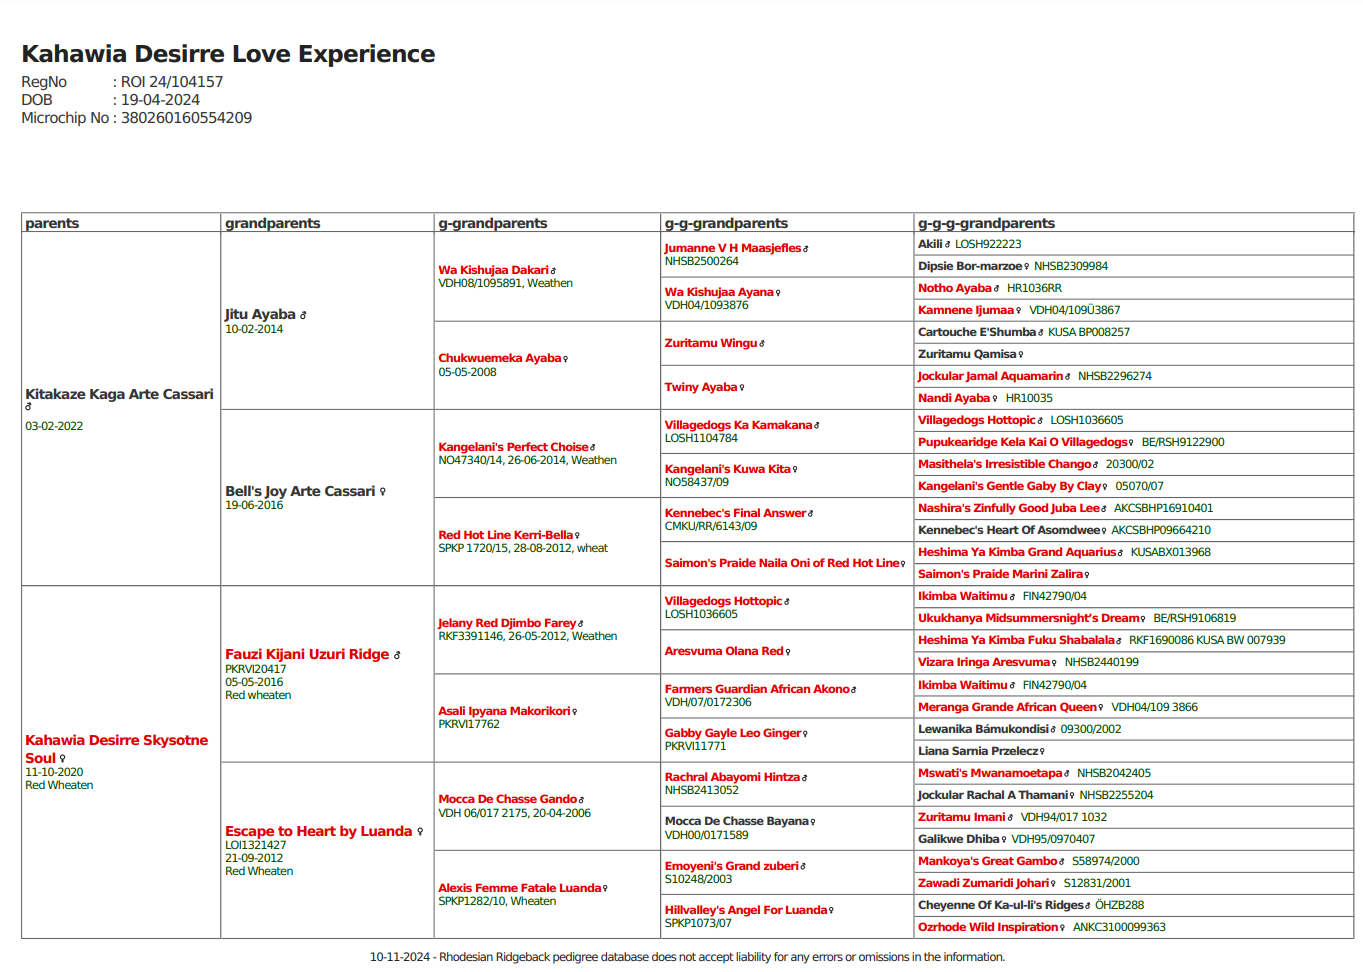 Kahawia Desirre Love Experience
RegNo : ROI 24/104157
DOB : 19-04-2024
Microchip No : 380260160554209
parents grandparents g-grandparents g-g-grandparents g-g-g-grandparents
Kitakaze Kaga Arte Cassari
♂
03-02-2022
Jitu Ayaba ♂
10-02-2014
Wa Kishujaa Dakari♂
VDH08/1095891, Weathen
Jumanne V H Maasjefles♂
NHSB2500264
Akili♂ LOSH922223
Dipsie Bor-marzoe♀ NHSB2309984
Wa Kishujaa Ayana♀
VDH04/1093876
Notho Ayaba♂ HR1036RR
Kamnene Ijumaa♀ VDH04/109Ü3867
Chukwuemeka Ayaba♀
05-05-2008
Zuritamu Wingu♂
Cartouche E'Shumba♂ KUSA BP008257
Zuritamu Qamisa♀
Twiny Ayaba♀
Jockular Jamal Aquamarin♂ NHSB2296274
Nandi Ayaba♀ HR10035
Bell's Joy Arte Cassari ♀
19-06-2016
Kangelani's Perfect Choise♂
NO47340/14, 26-06-2014, Weathen
Villagedogs Ka Kamakana♂
LOSH1104784
Villagedogs Hottopic♂ LOSH1036605
Pupukearidge Kela Kai O Villagedogs♀ BE/RSH9122900
Kangelani's Kuwa Kita♀
NO58437/09
Masithela's Irresistible Chango♂ 20300/02
Kangelani's Gentle Gaby By Clay♀ 05070/07
Red Hot Line Kerri-Bella♀
SPKP 1720/15, 28-08-2012, wheat
Kennebec's Final Answer♂
CMKU/RR/6143/09
Nashira's Zinfully Good Juba Lee♂ AKCSBHP16910401
Kennebec's Heart Of Asomdwee♀ AKCSBHP09664210
Saimon's Praide Naila Oni of Red Hot Line♀
Heshima Ya Kimba Grand Aquarius♂ KUSABX013968
Saimon's Praide Marini Zalira♀
Kahawia Desirre Skysotne
Soul ♀
11-10-2020
Red Wheaten
Fauzi Kijani Uzuri Ridge ♂
PKRVI20417
05-05-2016
Red wheaten
Jelany Red Djimbo Farey♂
RKF3391146, 26-05-2012, Weathen
Villagedogs Hottopic♂
LOSH1036605
Ikimba Waitimu♂ FIN42790/04
Ukukhanya Midsummersnight's Dream♀ BE/RSH9106819
Aresvuma Olana Red♀
Heshima Ya Kimba Fuku Shabalala♂ RKF1690086 KUSA BW 007939
Vizara Iringa Aresvuma♀ NHSB2440199
Asali Ipyana Makorikori♀
PKRVI17762
Farmers Guardian African Akono♂
VDH/07/0172306
Ikimba Waitimu♂ FIN42790/04
Meranga Grande African Queen♀ VDH04/109 3866
Gabby Gayle Leo Ginger♀
PKRVI11771
Lewanika Bámukondisi♂ 09300/2002
Liana Sarnia Przelecz♀
Escape to Heart by Luanda ♀
LOI1321427
21-09-2012
Red Wheaten
Mocca De Chasse Gando♂
VDH 06/017 2175, 20-04-2006
Rachral Abayomi Hintza♂
NHSB2413052
Mswati's Mwanamoetapa♂ NHSB2042405
Jockular Rachal A Thamani♀ NHSB2255204
Mocca De Chasse Bayana♀
VDH00/0171589
Zuritamu Imani♂ VDH94/017 1032
Galikwe Dhiba♀ VDH95/0970407
Alexis Femme Fatale Luanda♀
SPKP1282/10, Wheaten
Emoyeni's Grand zuberi♂
S10248/2003
Mankoya's Great Gambo♂ S58974/2000
Zawadi Zumaridi Johari♀ S12831/2001
Hillvalley's Angel For Luanda♀
SPKP1073/07
Cheyenne Of Ka-ul-li's Ridges♂ ÖHZB288
Ozrhode Wild Inspiration♀ ANKC3100099363
10-11-2024 - Rhodesian Ridgeback pedigree database does not accept liability for any errors or omissions in the information.